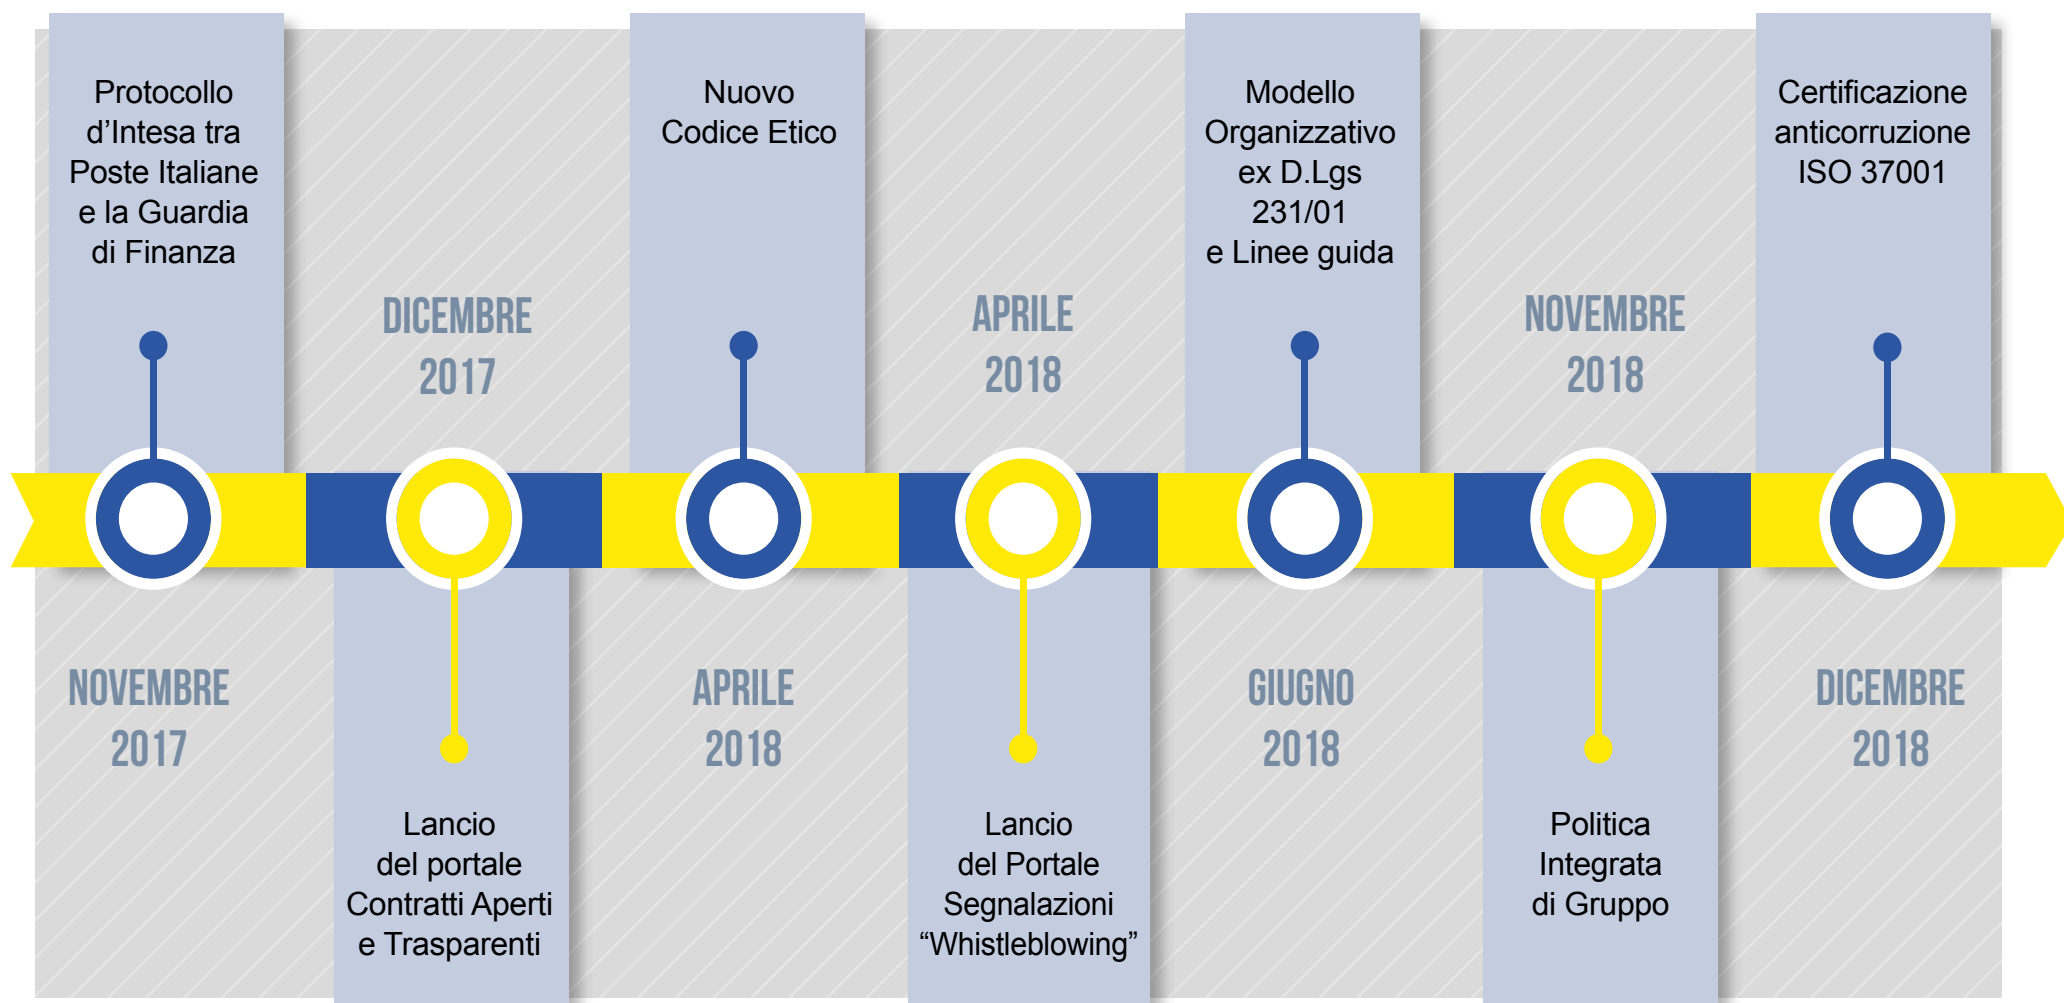 Protocollo
d’Intesa tra
Poste Italiane
e la Guardia
di Finanza
NOVEMBRE
2017
DICEMBRE
2017
Lancio
del portale
Contratti Aperti
e Trasparenti
Nuovo
Codice Etico
APRILE
2018
APRILE
2018
Lancio
del Portale
Segnalazioni
“Whistleblowing”
Modello
Organizzativo
ex D.Lgs
231/01
e Linee guida
GIUGNO
2018
NOVEMBRE
2018
Politica
Integrata
di Gruppo
Certificazione
anticorruzione
ISO 37001
DICEMBRE
2018